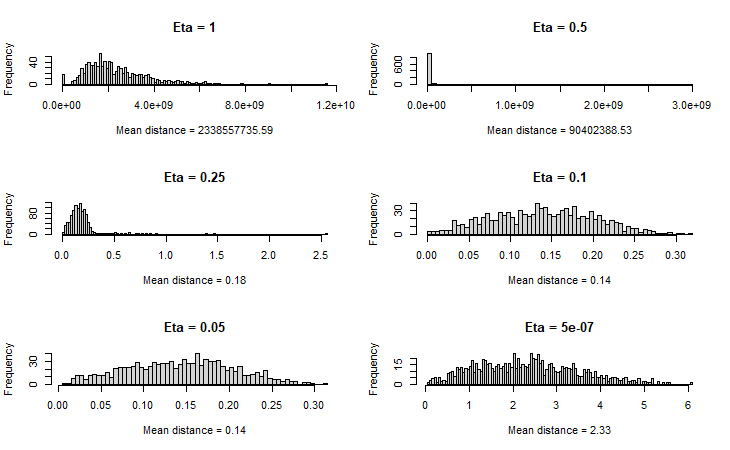 Eta = 1
Frequency
0 40
0.0e+00 4.0e+09 8.0e+09 1.2e+10
Mean distance = 2338557735.59
Eta = 0.5
Frequency
0 600
0.0e+00 1.0e+09 2.0e+09 3.0e+09
Mean distance = 90402388.53
Eta = 0.25
Frequency
0 80
0.0 0.5 1.0 1.5 2.0 2.5
Mean distance = 0.18
Eta = 0.1
Frequency
0 30
0.00 0.05 0.10 0.15 0.20 0.25 0.30
Mean distance = 0.14
Eta = 0.05
Frequency
0 30
0.00 0.05 0.10 0.15 0.20 0.25 0.30
Mean distance = 0.14
Eta = 5e-07
Frequency
0 15
0 1 2 3 4 5 6
Mean distance = 2.33